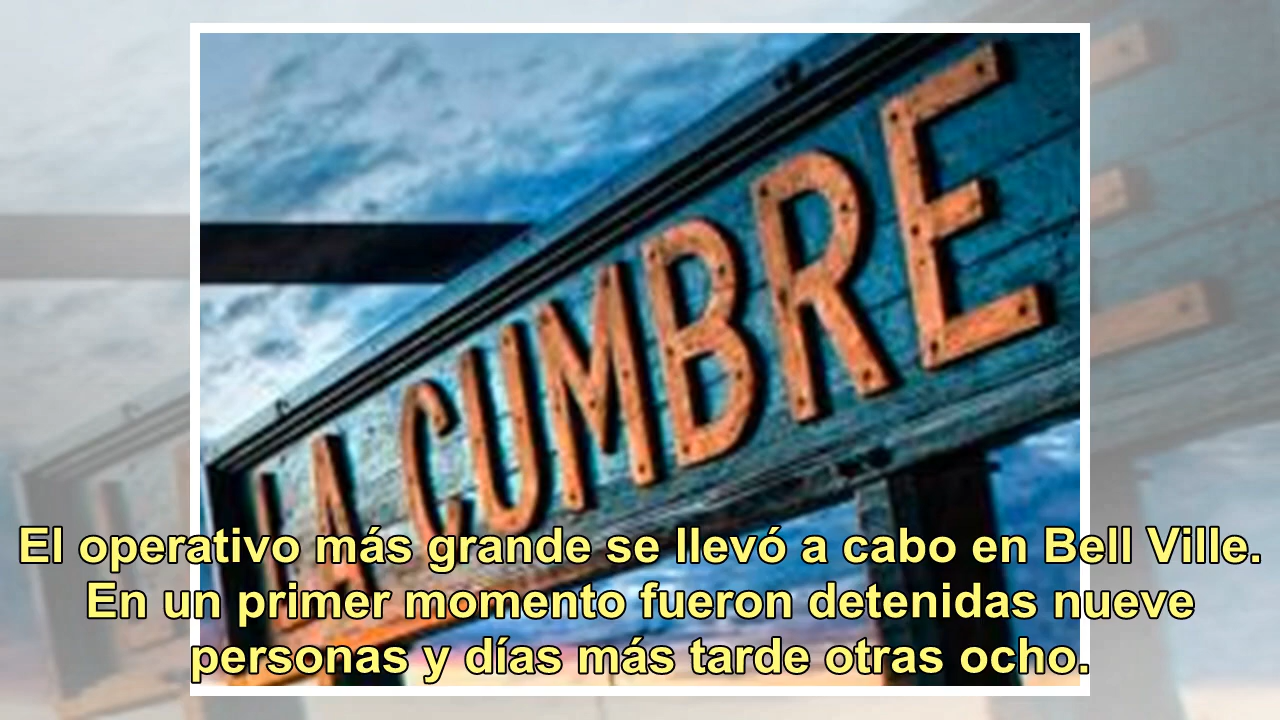 LA CUMBRE
El operativo más grande se llevó a cabo en Bell Ville.
En un primer momento fueron detenidas nueve
personas y días más tarde otras ocho.